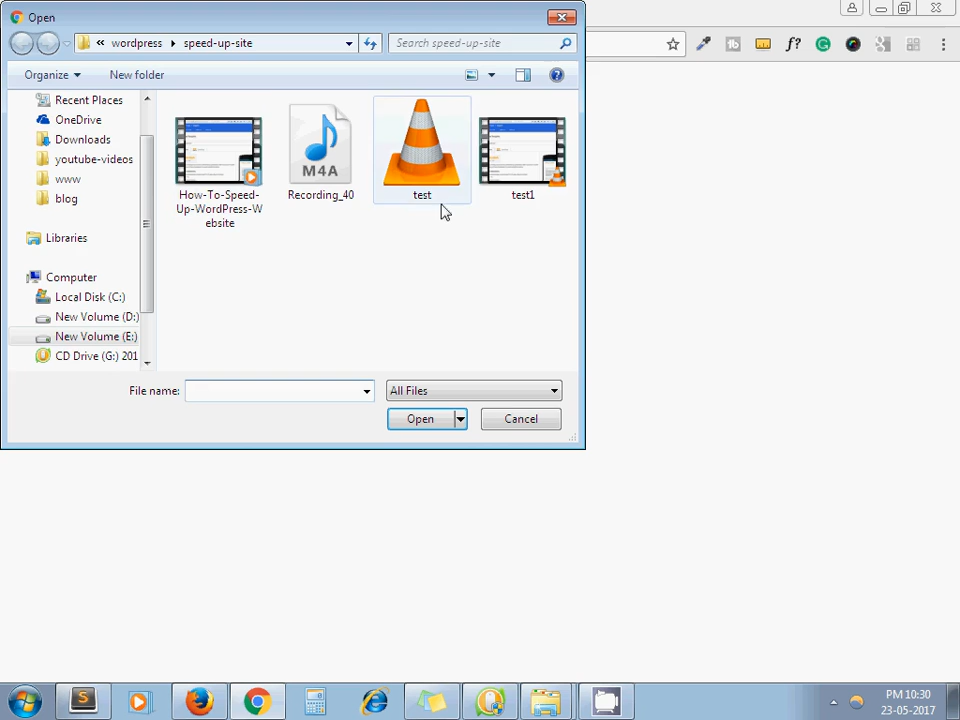 Open
« wordpress ▸ speed-up-site
Search speed-up-site
Organize
New folder
Recent Places
OneDrive
Downloads
youtube-videos
www
blog
Libraries
Computer
Local Disk (C:)
New Volume (D:)
New Volume (E:)
CD Drive (G:) 201
M4A
How-To-Speed-
Up-WordPress-W
ebsite
Recording_40
test
test1
File name:
All Files
Open
Cancel
f?
PM 10:30
23-05-2017